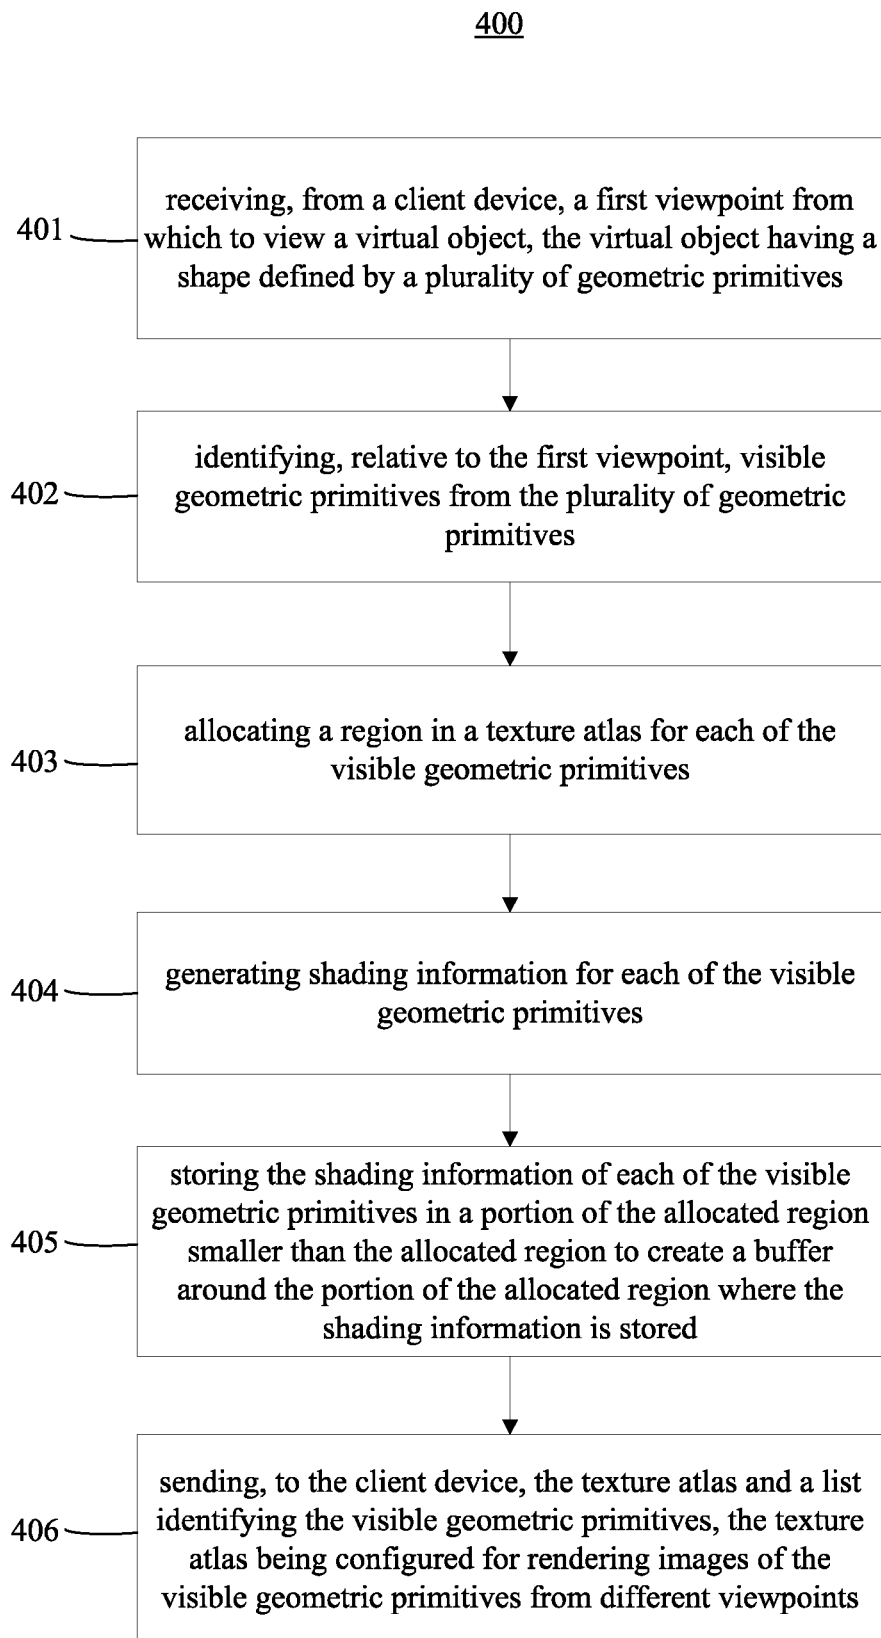 400
401
receiving, from a client device, a first viewpoint from
which to view a virtual object, the virtual object having a
shape defined by a plurality of geometric primitives
402
identifying, relative to the first viewpoint, visible
geometric primitives from the plurality of geometric
primitives
403
allocating a region in a texture atlas for each of the
visible geometric primitives
404
generating shading information for each of the visible
geometric primitives
405
storing the shading information of each of the visible
geometric primitives in a portion of the allocated region
smaller than the allocated region to create a buffer
around the portion of the allocated region where the
shading information is stored
406
sending, to the client device, the texture atlas and a list
identifying the visible geometric primitives, the texture
atlas being configured for rendering images of the
visible geometric primitives from different viewpoints